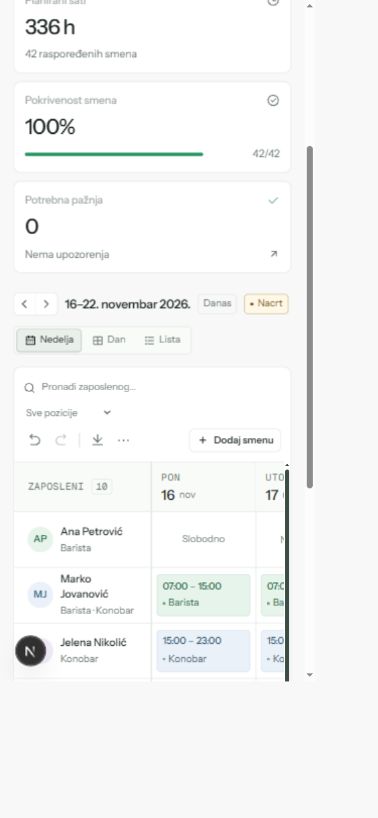 Planirani sati
336 h
42 raspoređenih smena
Pokrivenost smena
100%
42/42
Potrebna pažnja
0
Nema upozorenja
16–22. novembar 2026.
Danas
• Nacrt
Nedelja
Dan
Lista
Pronađi zaposlenog...
Sve pozicije
+ Dodaj smenu
ZAPOSLENI 10
PON
16 nov
UTO
17
AP
Ana Petrović
Barista
Slobodno
MJ
Marko
Jovanović
Barista · Konobar
07:00 – 15:00
• Barista
07:0
• Ba
N
Jelena Nikolić
Konobar
15:00 – 23:00
• Konobar
15:0
• Ko